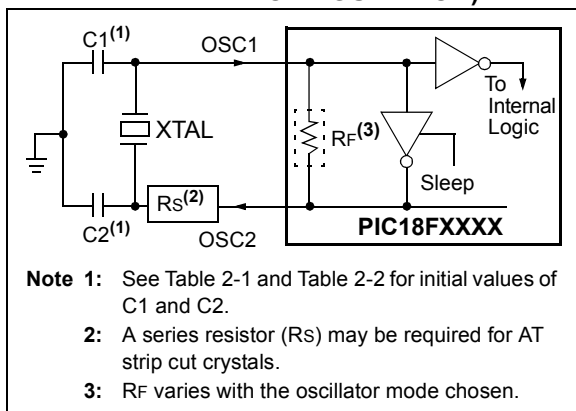 C1(1)
OSC1
To
Internal
Logic
XTAL
RF(3)
Sleep
RS(2)
C2(1)
OSC2
PIC18FXXXX
Note 1: See Table 2-1 and Table 2-2 for initial values of
C1 and C2.
2: A series resistor (RS) may be required for AT
strip cut crystals.
3: RF varies with the oscillator mode chosen.